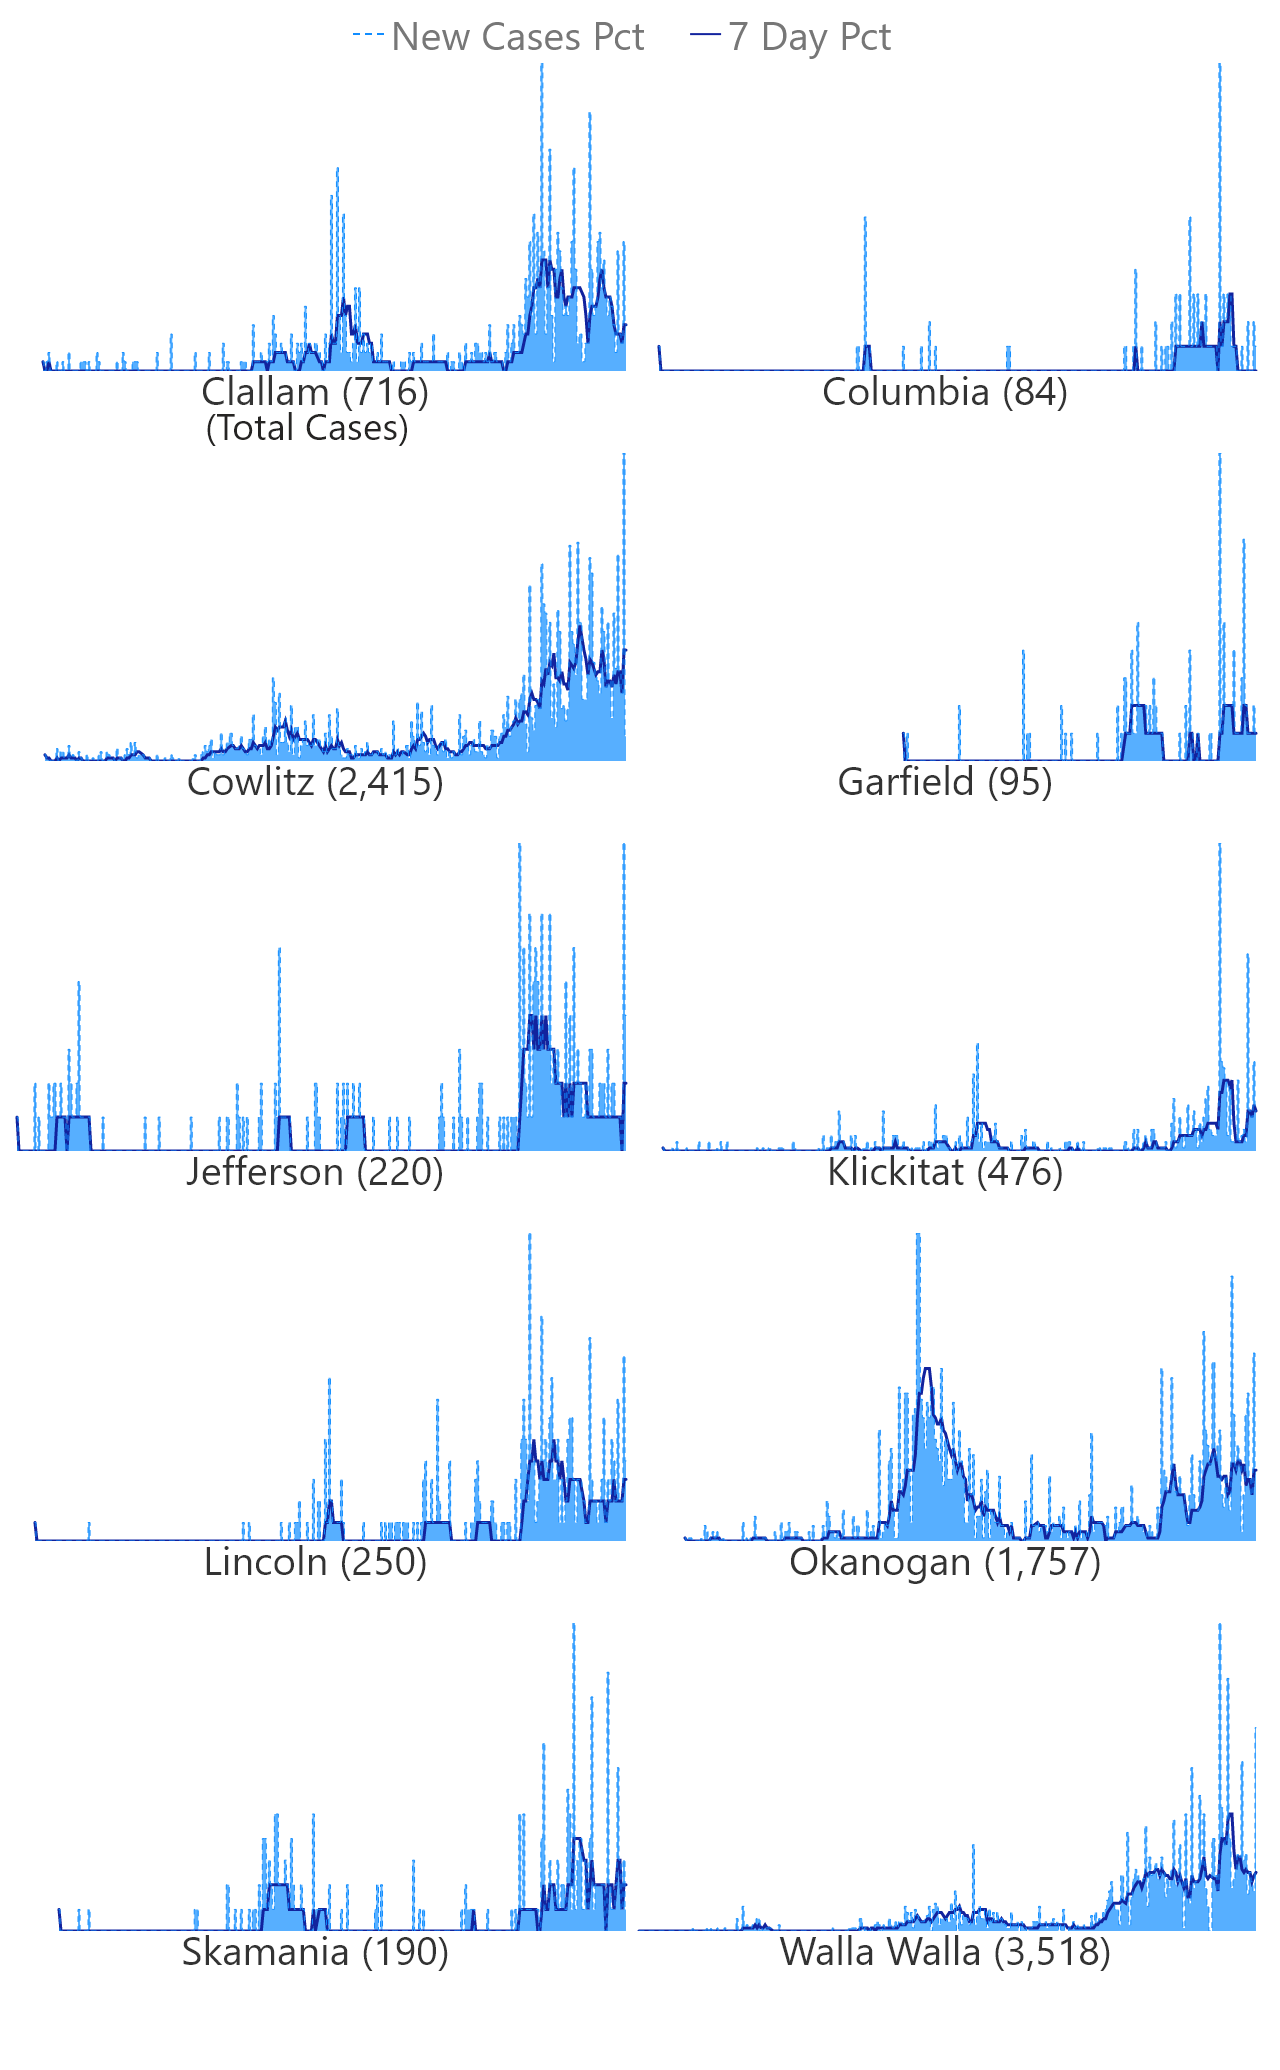 New Cases Pct 7 Day Pct
Clallam (716) Columbia (84)
(Total Cases)
Cowlitz (2,415) Garfield (95)
Jefferson (220) Klickitat (476)
Lincoln (250) Okanogan (1,757)
Skamania (190) Walla Walla (3,518)